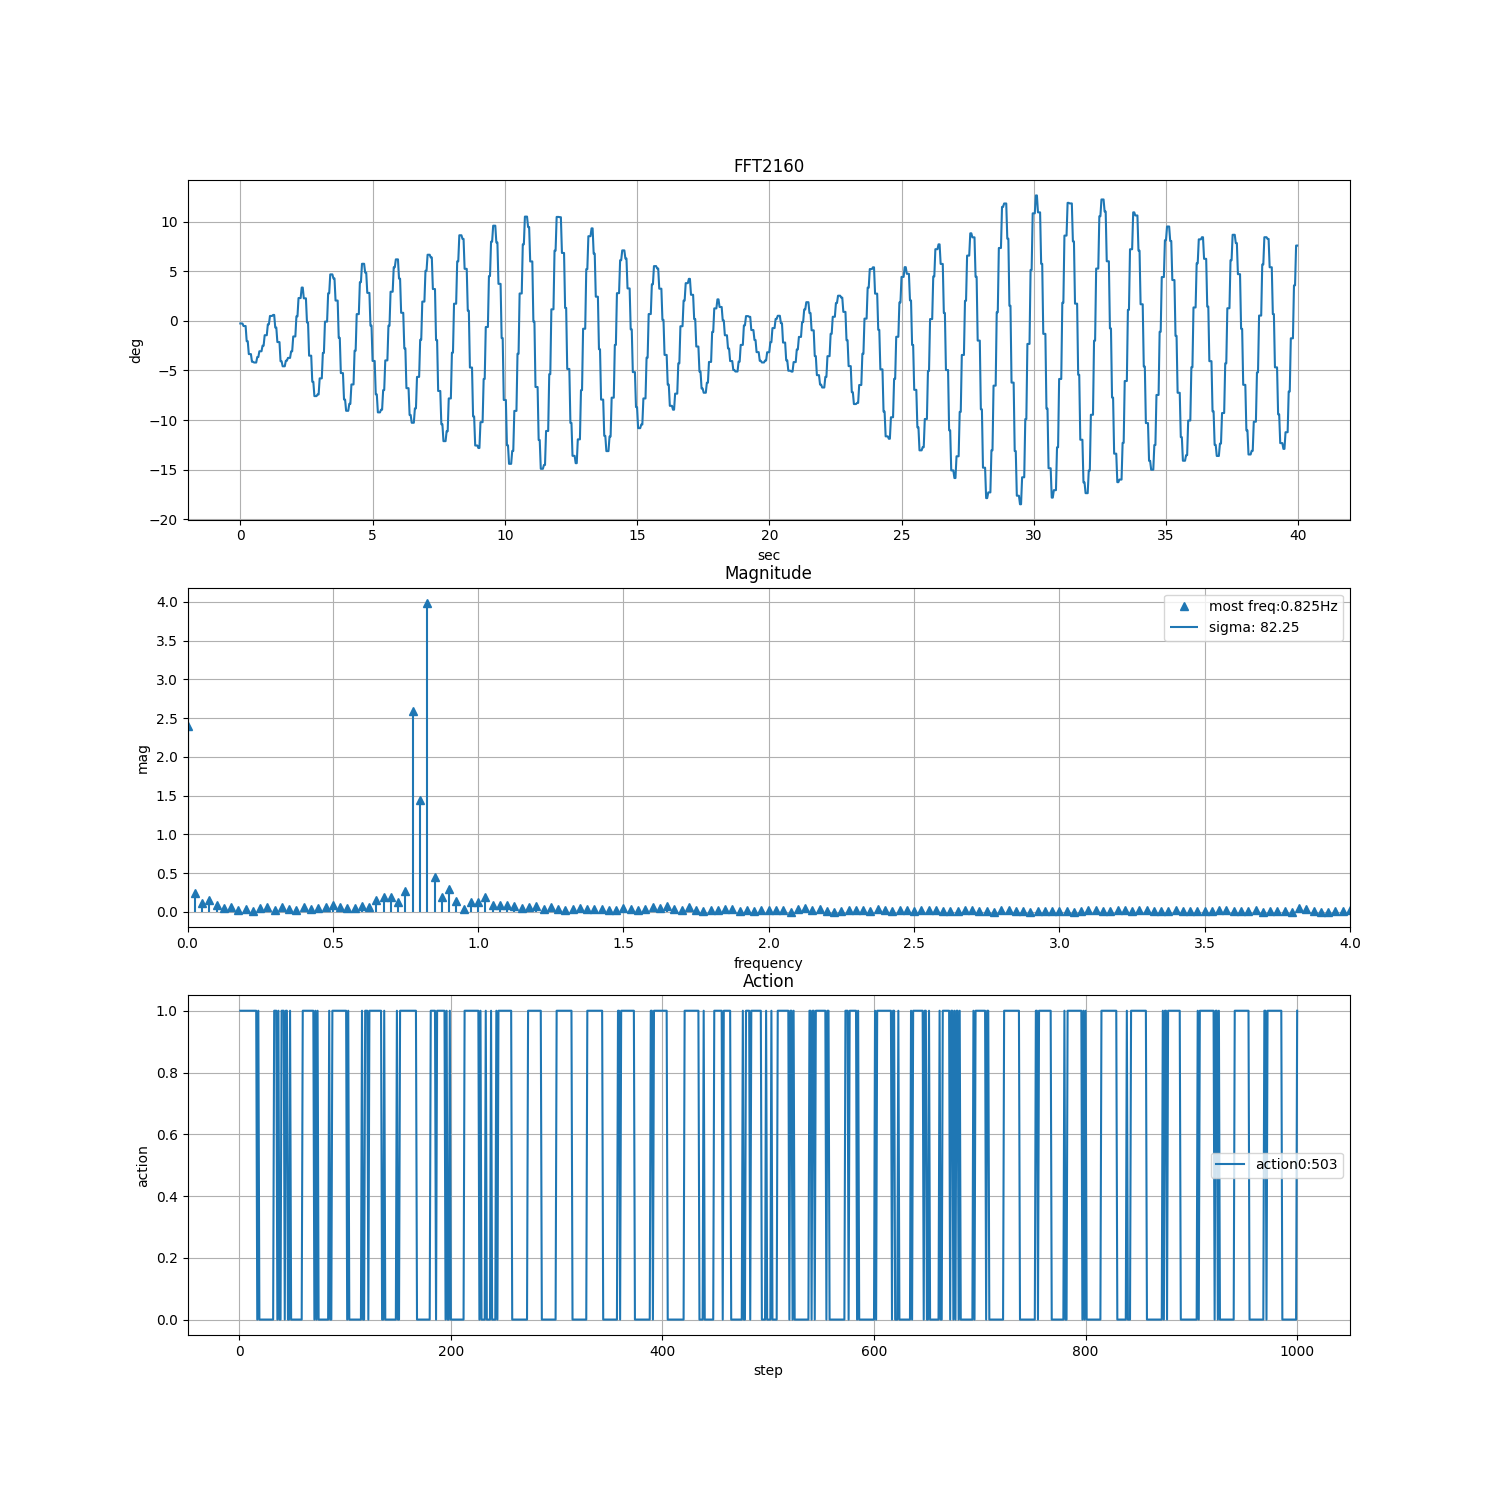 FFT2160
10
5
0
−5
−10
−15
−20
deg
0 5 10 15 20 25 30 35 40
sec
Magnitude
4.0
3.5
3.0
2.5
2.0
1.5
1.0
0.5
0.0
mag
most freq:0.825Hz
sigma: 82.25
0.0 0.5 1.0 1.5 2.0 2.5 3.0 3.5 4.0
frequency
Action
1.0
0.8
0.6
0.4
0.2
0.0
action
action0:503
0 200 400 600 800 1000
step